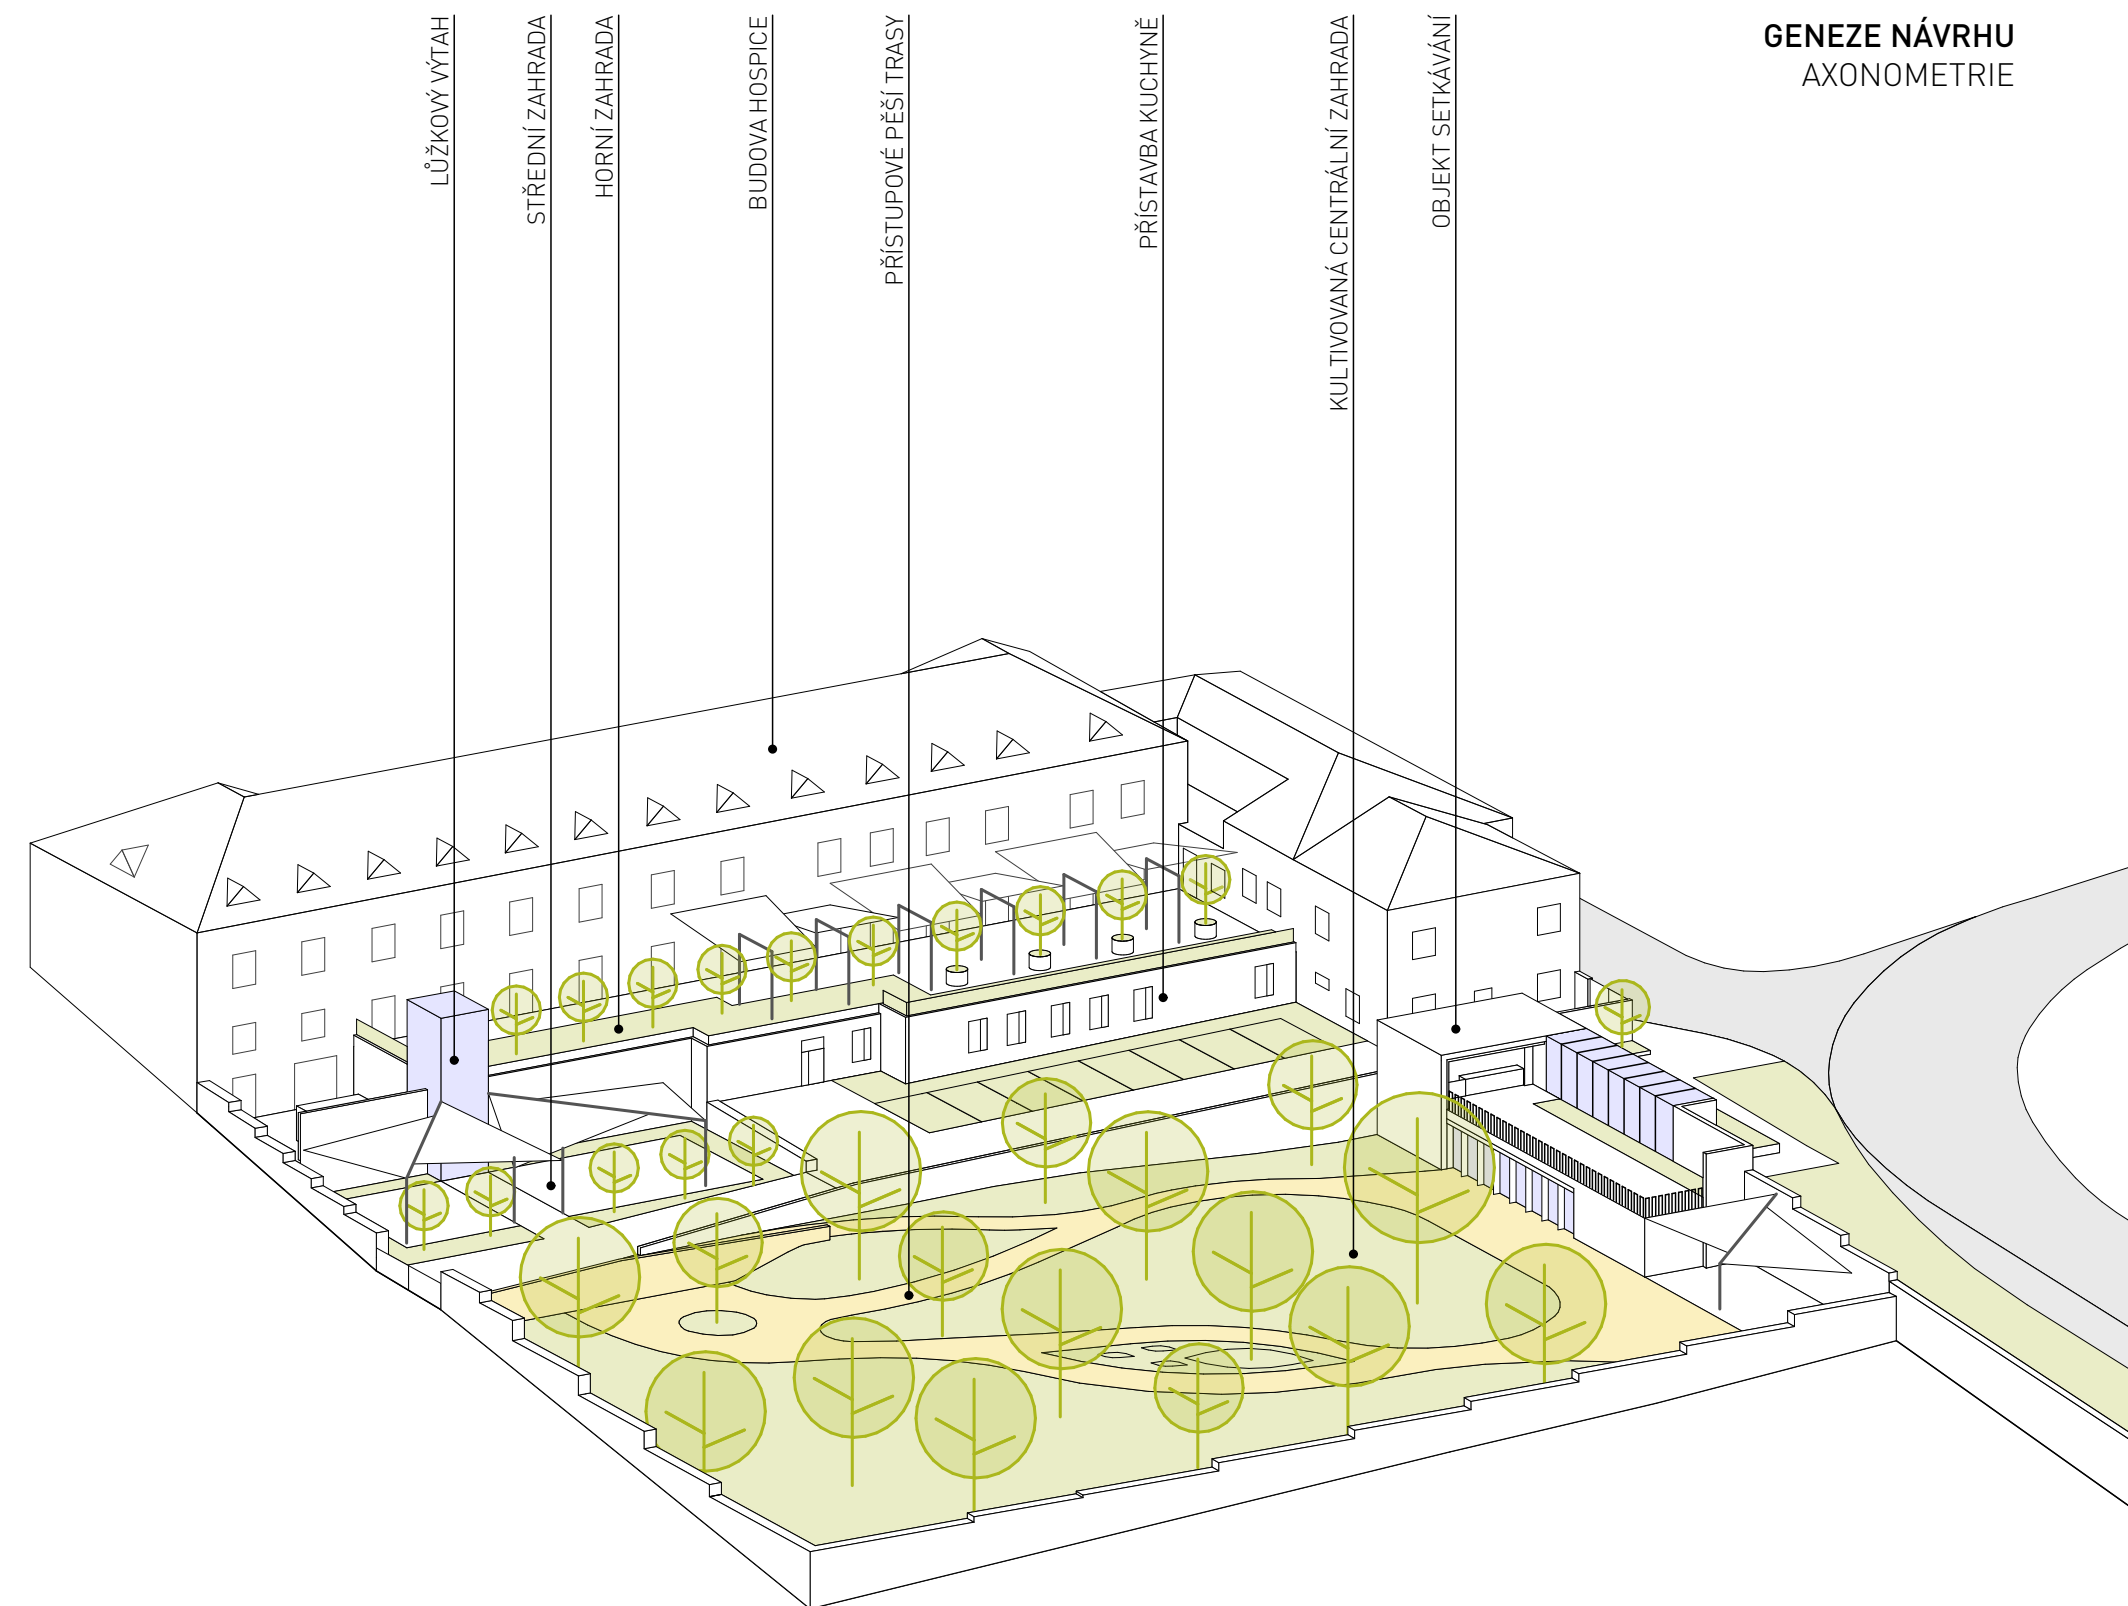 GENEZE NÁVRHU
AXONOMETRIE
LŮŽKOVÝ VÝTAH
STŘEDNÍ ZAHRADA
HORNÍ ZAHRADA
BUDOVA HOSPICE
PŘÍSTUPOVÉ PĚŠÍ TRASY
PŘÍSTAVBA KUCHYNĚ
KULTIVOVANÁ CENTRÁLNÍ ZAHRADA
OBJEKT SETKÁVÁNÍ